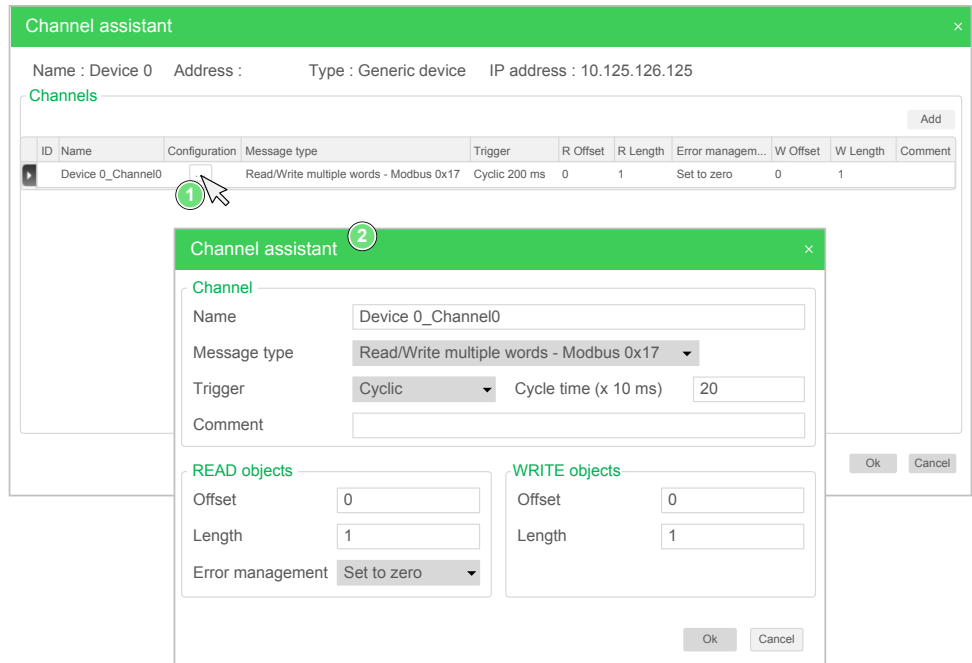 Channel assistant ×
Name : Device 0 Address : Type : Generic device IP address : 10.125.126.125
Channels
Add
ID Name Configuration Message type Trigger R Offset R Length Error managem... W Offset W Length Comment
Device 0_Channel0 Read/Write multiple words - Modbus 0x17 Cyclic 200 ms 0 1 Set to zero 0 1
1
2
Channel assistant ×
Channel
Name Device 0_Channel0
Message type Read/Write multiple words - Modbus 0x17
Trigger Cyclic Cycle time (x 10 ms) 20
Comment
Ok Cancel
READ objects WRITE objects
Offset 0 Offset 0
Length 1 Length 1
Error management Set to zero
Ok Cancel